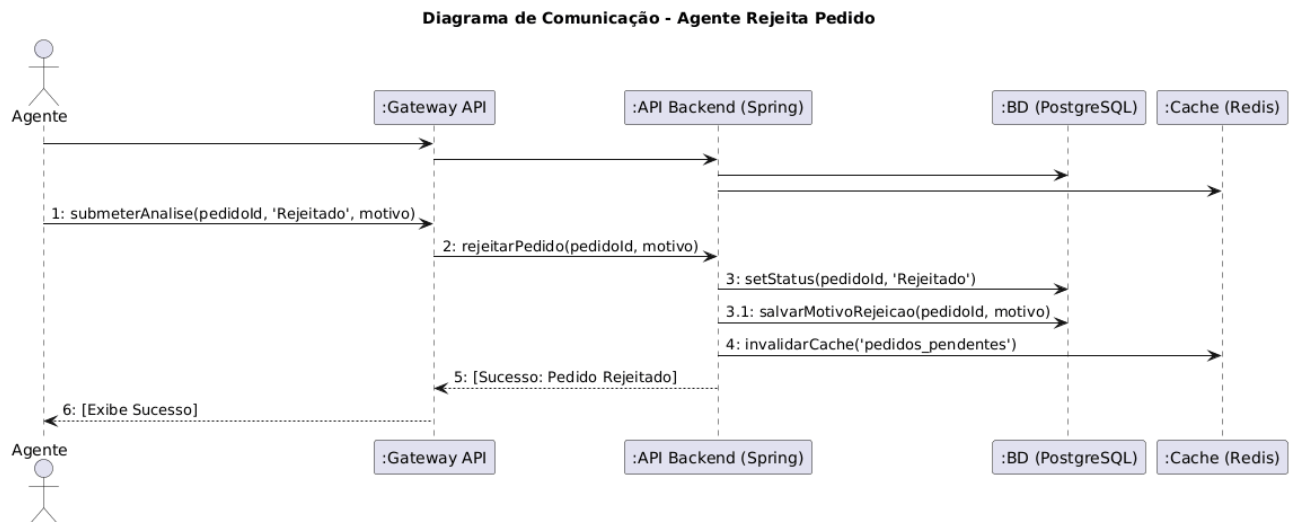 Diagrama de Comunicação - Agente Rejeita Pedido
Agente
:Gateway API
:API Backend (Spring)
:BD (PostgreSQL)
:Cache (Redis)
1: submeterAnalise(pedidoId, 'Rejeitado', motivo)
2: rejeitarPedido(pedidoId, motivo)
3: setStatus(pedidoId, 'Rejeitado')
3.1: salvarMotivoRejeicao(pedidoId, motivo)
4: invalidarCache('pedidos_pendentes')
5: [Sucesso: Pedido Rejeitado]
6: [Exibe Sucesso]
Agente
:Gateway API
:API Backend (Spring)
:BD (PostgreSQL)
:Cache (Redis)